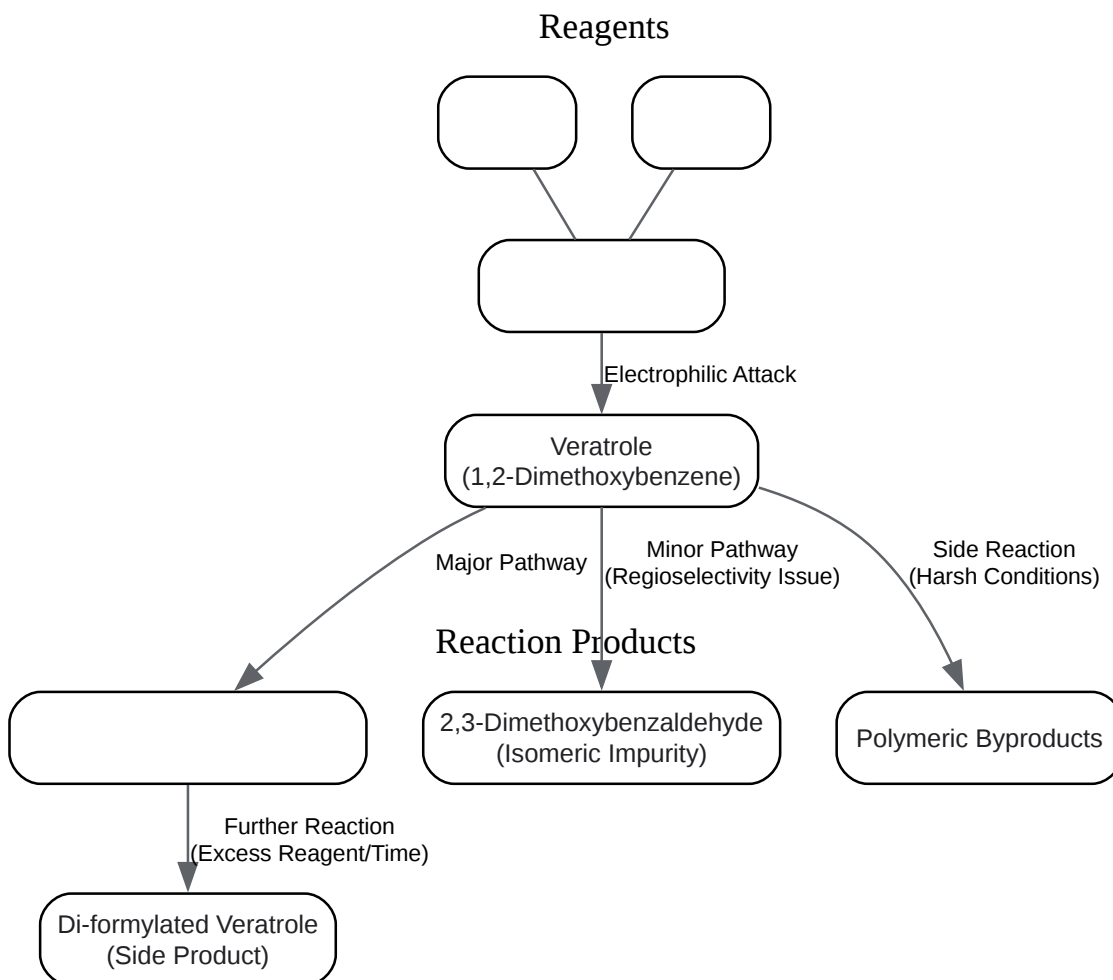 Reagents
Electrophilic Attack
Veratrole
(1,2-Dimethoxybenzene)
Major Pathway
Minor Pathway
(Regioselectivity Issue)
Side Reaction
(Harsh Conditions)
Reaction Products
2,3-Dimethoxybenzaldehyde
(Isomeric Impurity)
Polymeric Byproducts
Further Reaction
(Excess Reagent/Time)
Di-formylated Veratrole
(Side Product)